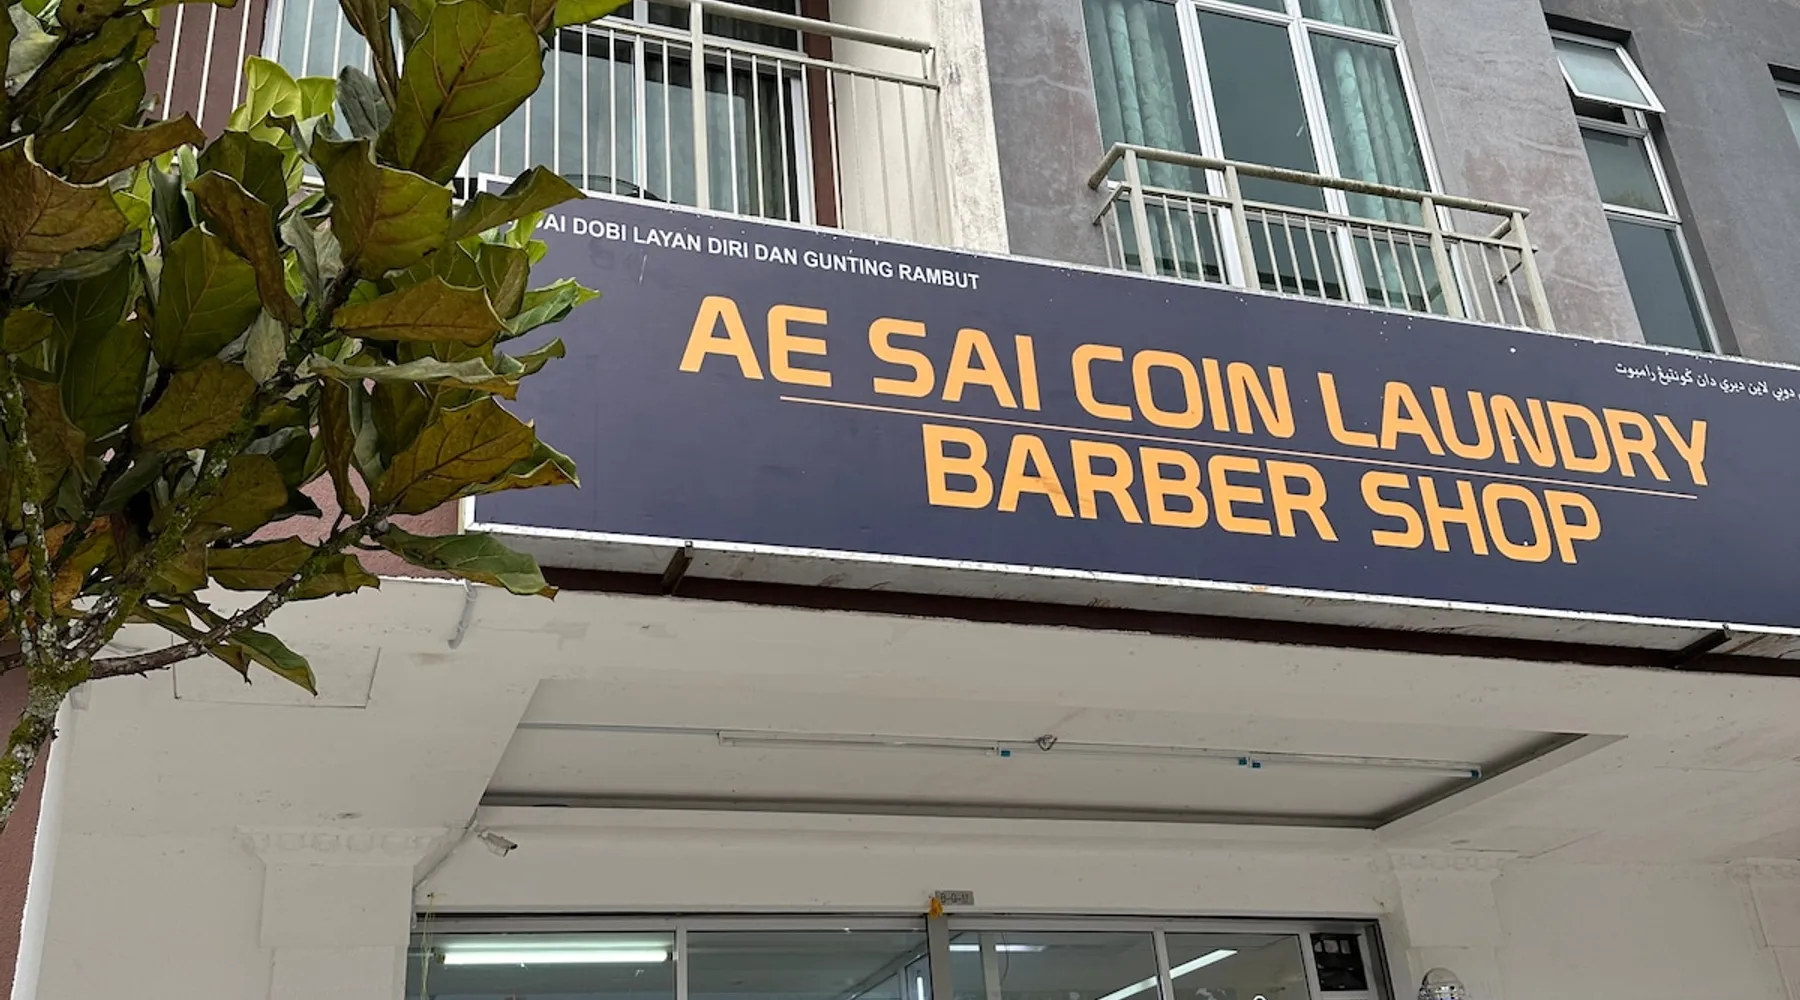 DOBI LAYAN DIRI DAN GUNTING RAMBUT
AE SAI COIN LAUNDRY
BARBER SHOP
دوبي لاين ديري دان ݢونتيڠ رامبوت